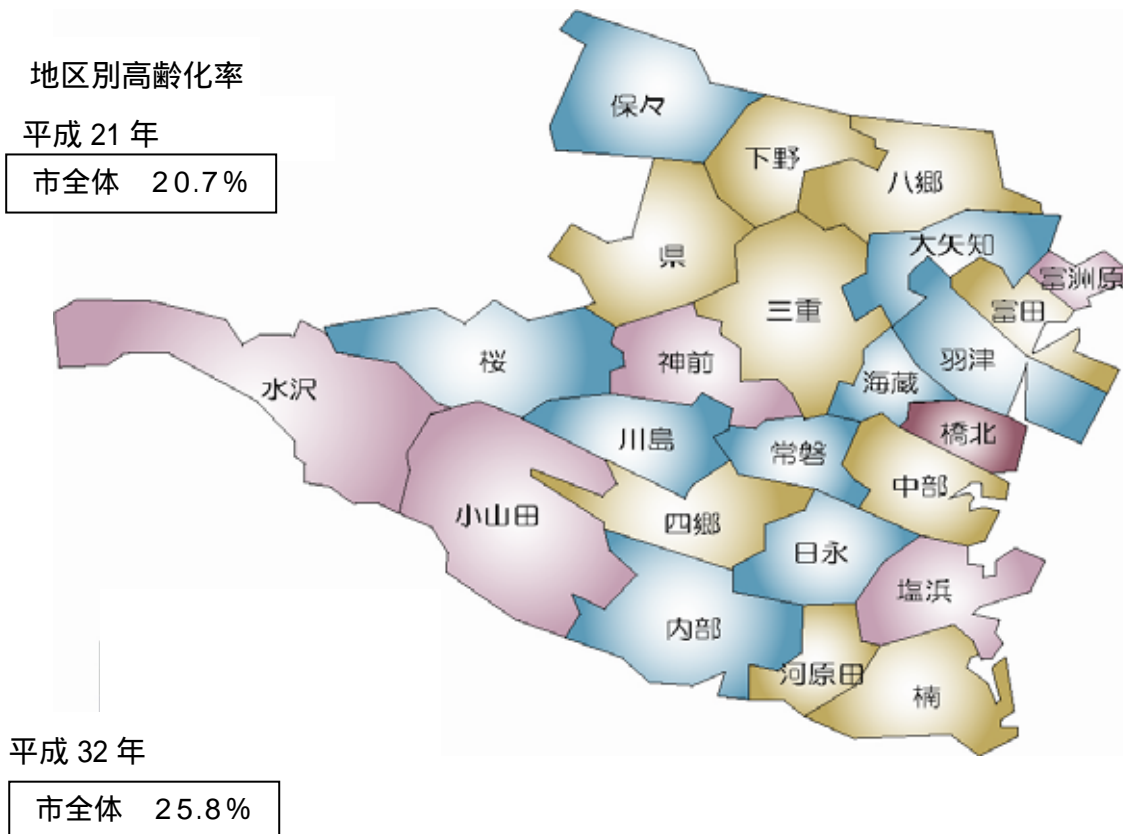 地区別高齢化率
平成 21 年
市全体　20.7%
保々
下野
八郷
大矢知
県
富洲原
富田
三重
桜
神前
羽津
水沢
海蔵
川島
橋北
常磐
中部
小山田
四郷
日永
塩浜
内部
河原田
楠
平成 32 年
市全体　25.8%